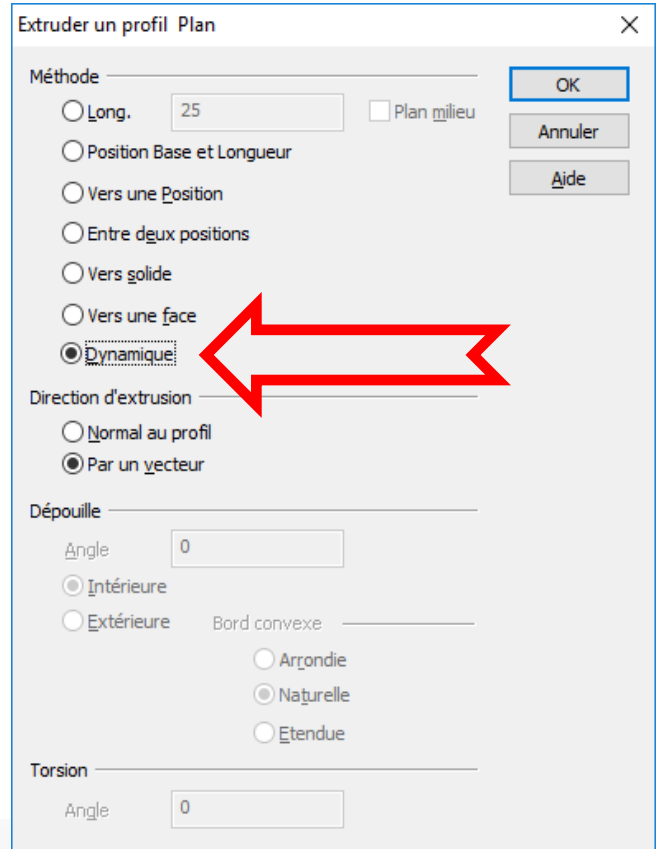 Extruder un profil Plan
Méthode
OK
Long. 25 Plan milieu
Annuler
Position Base et Longueur
Aide
Vers une Position
Entre deux positions
Vers solide
Vers une face
Dynamique
Direction d'extrusion
Normal au profil
Par un vecteur
Dépouille
Angle 0
Intérieure
Extérieure Bord convexe
Arrondie
Naturelle
Etendue
Torsion
Angle 0